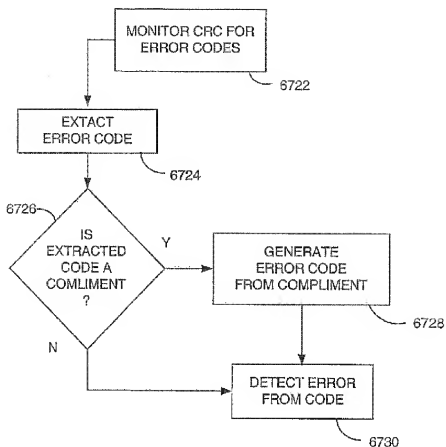 MONITOR CRC FOR
ERROR CODES
6722
EXTACT
ERROR CODE
6724
6726
IS
EXTRACTED
CODE A
COMLIMENT
?
Y
GENERATE
ERROR CODE
FROM COMPLIMENT
6728
N
DETECT ERROR
FROM CODE
6730